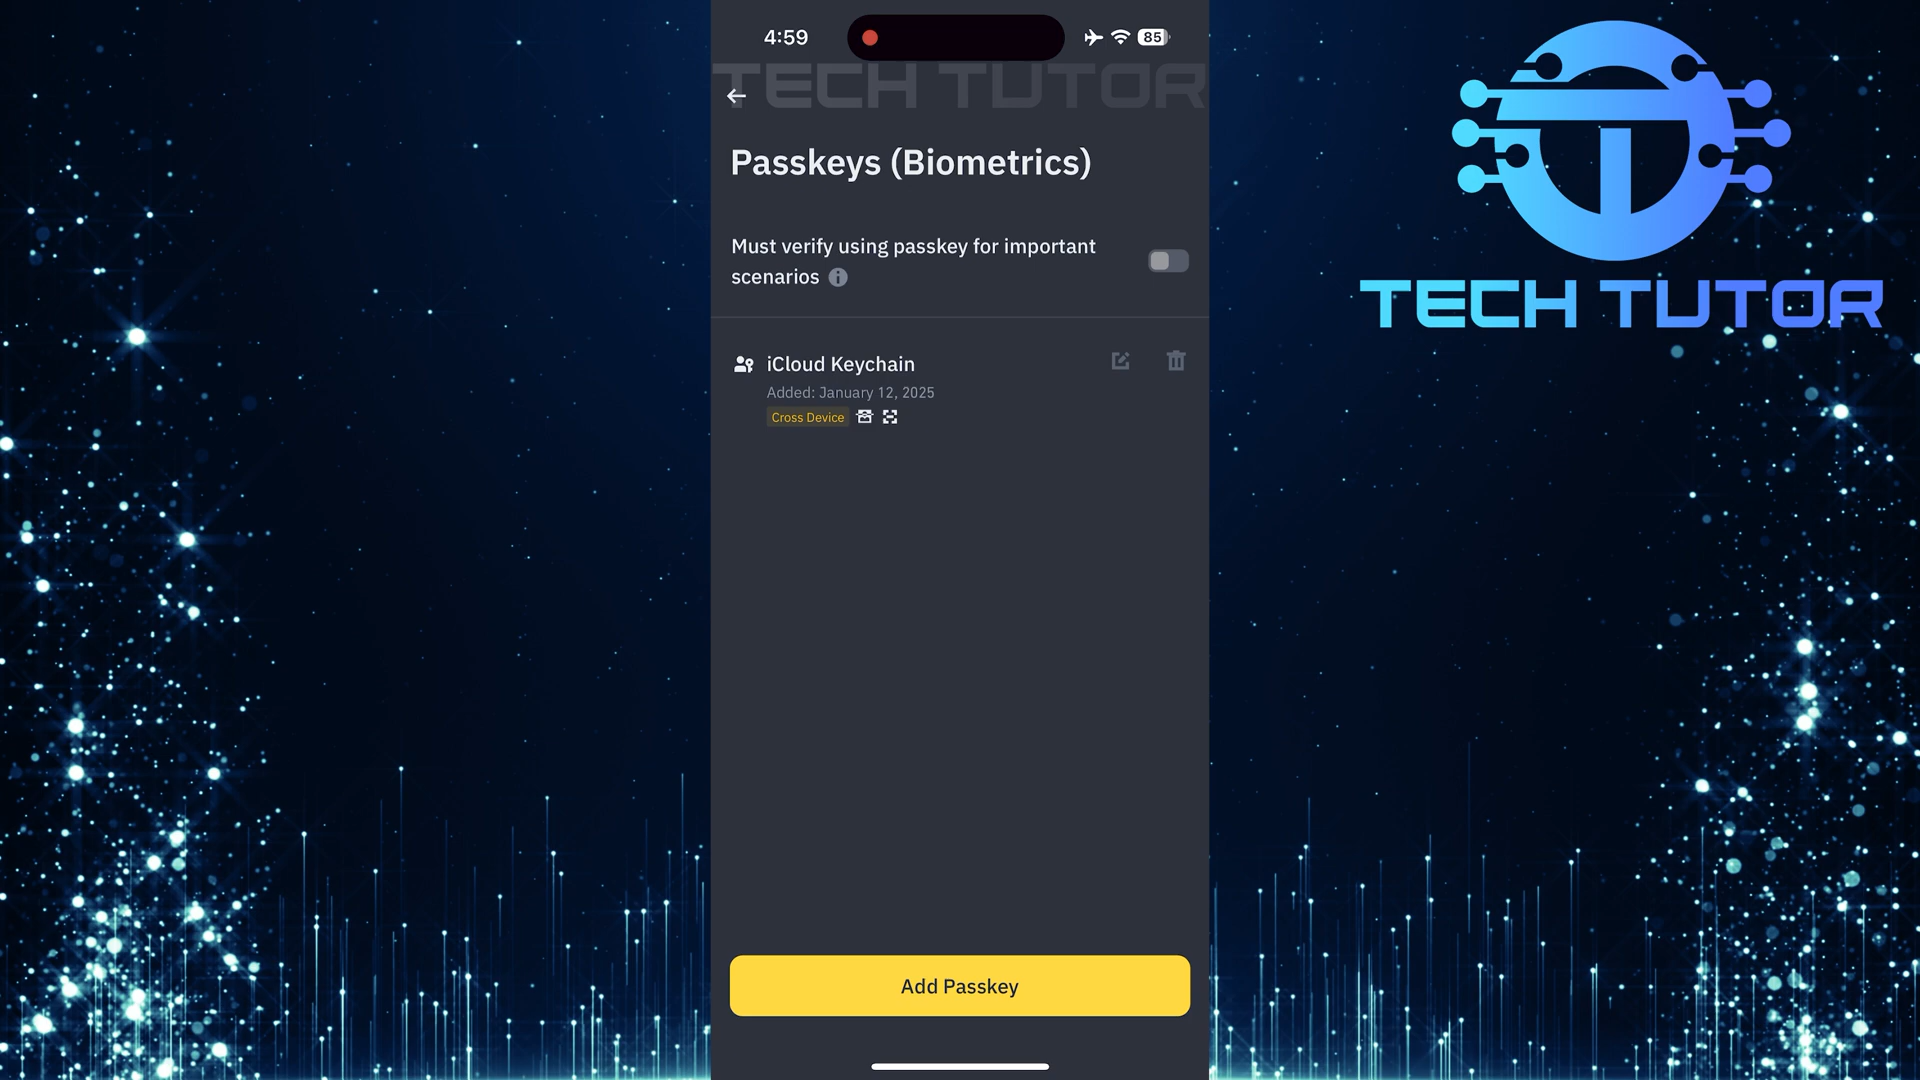 4:59
85
TECH TUTOR
Passkeys (Biometrics)
Must verify using passkey for important
scenarios
iCloud Keychain
Added: January 12, 2025
Cross Device
Add Passkey
TECH TUTOR